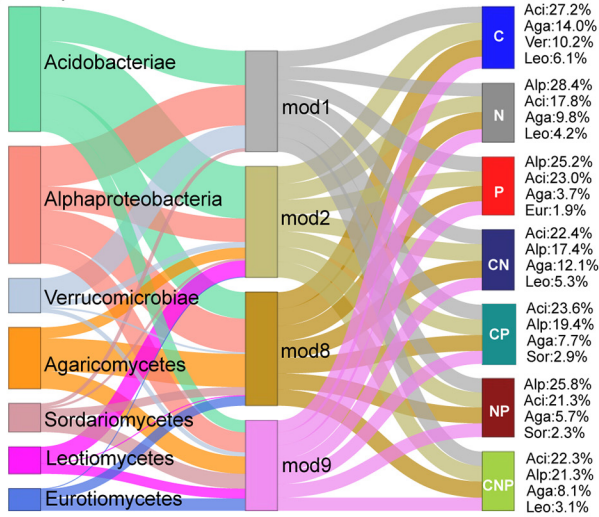 Acidobacteriae
Alphaproteobacteria
Verrucomicrobiae
Agaricomycetes
Sordariomycetes
Leotiomycetes
Eurotiomycetes
mod1
mod2
mod8
mod9
C
Aci:27.2%
Aga:14.0%
Ver:10.2%
Leo:6.1%
N
Alp:28.4%
Aci:17.8%
Aga:9.8%
Leo:4.2%
P
Alp:25.2%
Aci:23.0%
Aga:3.7%
Eur:1.9%
CN
Aci:22.4%
Alp:17.4%
Aga:12.1%
Leo:5.3%
CP
Aci:23.6%
Alp:19.4%
Aga:7.7%
Sor:2.9%
NP
Alp:25.8%
Aci:21.3%
Aga:5.7%
Sor:2.3%
CNP
Aci:22.3%
Alp:21.3%
Aga:8.1%
Leo:3.1%